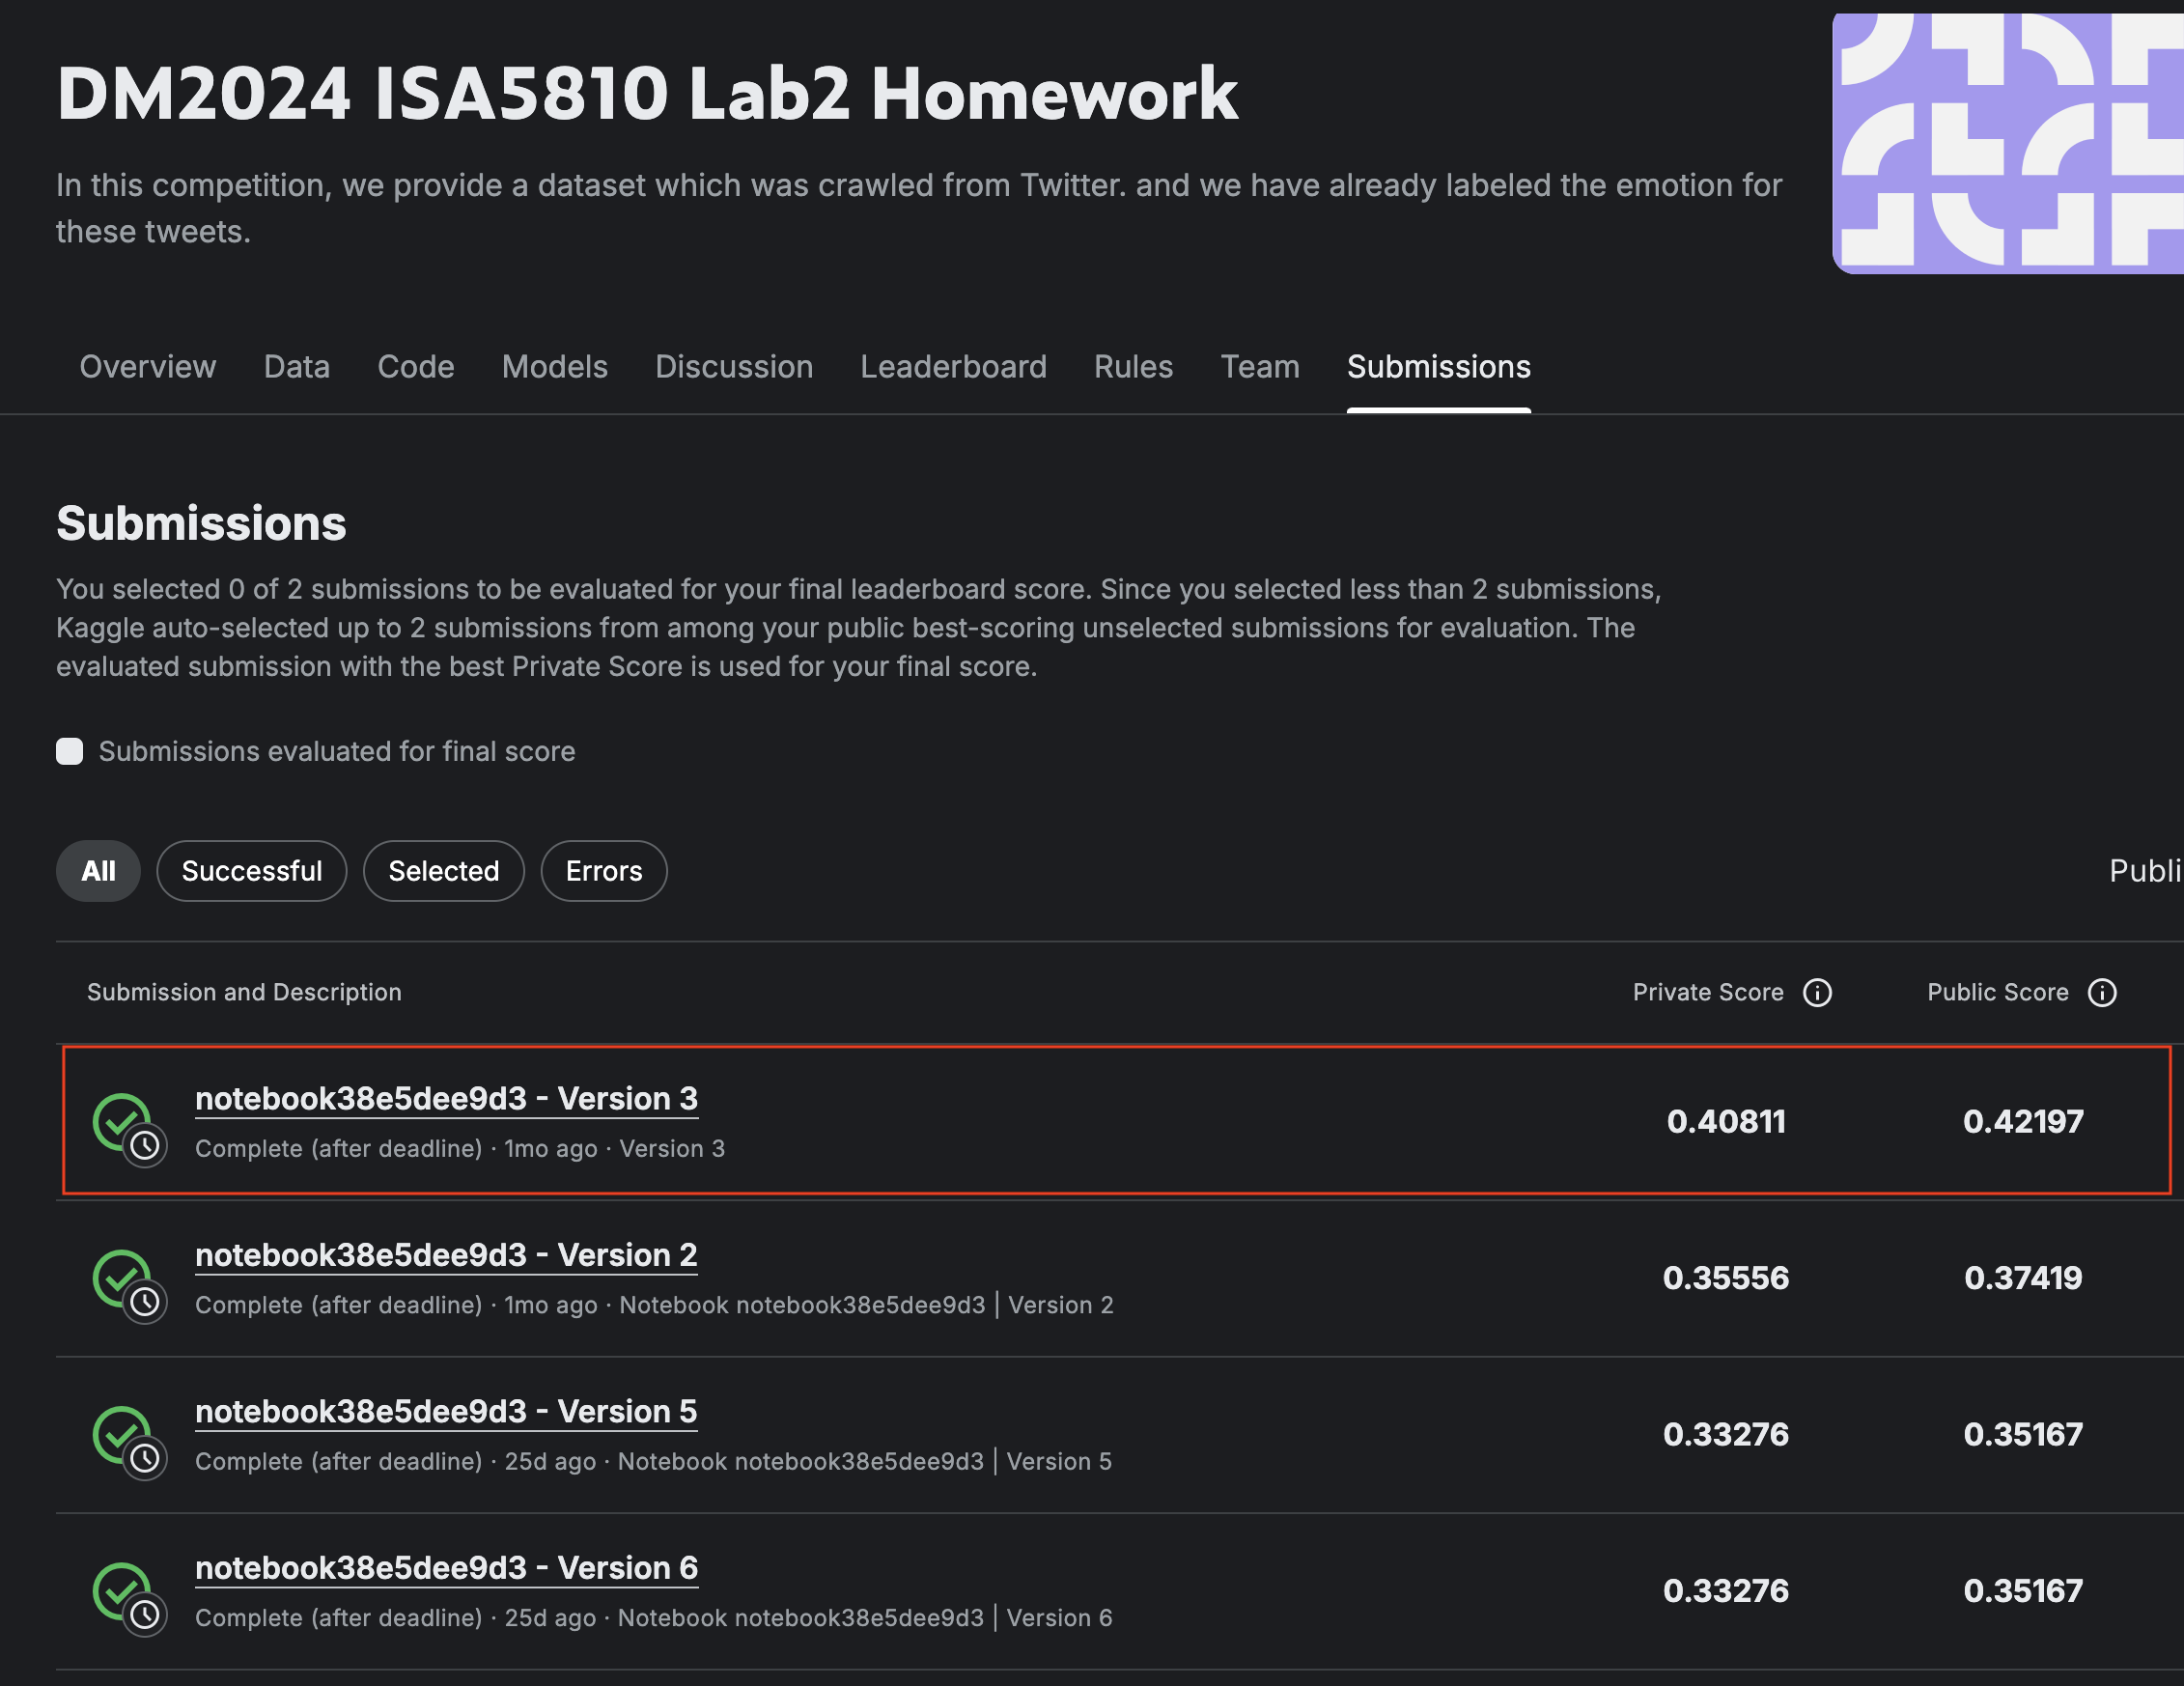 DM2024 ISA5810 Lab2 Homework
In this competition, we provide a dataset which was crawled from Twitter. and we have already labeled the emotion for
these tweets.
Overview Data Code Models Discussion Leaderboard Rules Team Submissions
Submissions
You selected 0 of 2 submissions to be evaluated for your final leaderboard score. Since you selected less than 2 submissions,
Kaggle auto-selected up to 2 submissions from among your public best-scoring unselected submissions for evaluation. The
evaluated submission with the best Private Score is used for your final score.
Submissions evaluated for final score
All Successful Selected Errors Publi
Submission and Description Private Score Public Score
notebook38e5dee9d3 - Version 3 0.40811 0.42197
Complete (after deadline) · 1mo ago · Version 3
notebook38e5dee9d3 - Version 2 0.35556 0.37419
Complete (after deadline) · 1mo ago · Notebook notebook38e5dee9d3 | Version 2
notebook38e5dee9d3 - Version 5 0.33276 0.35167
Complete (after deadline) · 25d ago · Notebook notebook38e5dee9d3 | Version 5
notebook38e5dee9d3 - Version 6 0.33276 0.35167
Complete (after deadline) · 25d ago · Notebook notebook38e5dee9d3 | Version 6